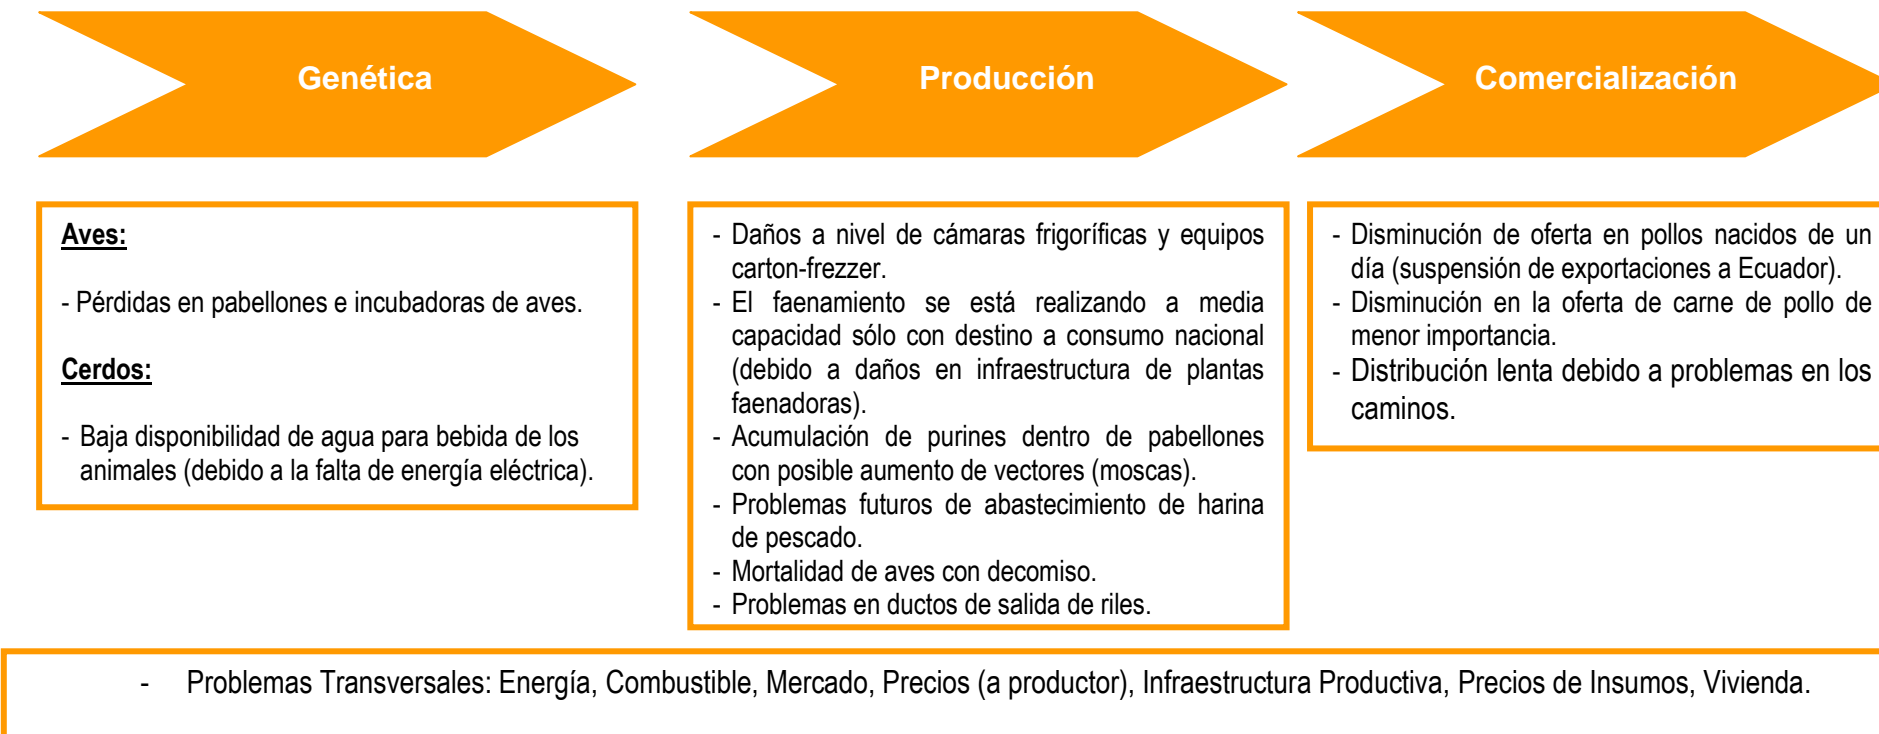 Genética
Producción
Comercialización
Aves:
- Pérdidas en pabellones e incubadoras de aves.
Cerdos:
- Baja disponibilidad de agua para bebida de los
animales (debido a la falta de energía eléctrica).
- Daños a nivel de cámaras frigoríficas y equipos
carton-frezzer.
- El faenamiento se está realizando a media
capacidad sólo con destino a consumo nacional
(debido a daños en infraestructura de plantas
faenadoras).
- Acumulación de purines dentro de pabellones
con posible aumento de vectores (moscas).
- Problemas futuros de abastecimiento de harina
de pescado.
- Mortalidad de aves con decomiso.
- Problemas en ductos de salida de riles.
- Disminución de oferta en pollos nacidos de un
día (suspensión de exportaciones a Ecuador).
- Disminución en la oferta de carne de pollo de
menor importancia.
- Distribución lenta debido a problemas en los
caminos.
- Problemas Transversales: Energía, Combustible, Mercado, Precios (a productor), Infraestructura Productiva, Precios de Insumos, Vivienda.